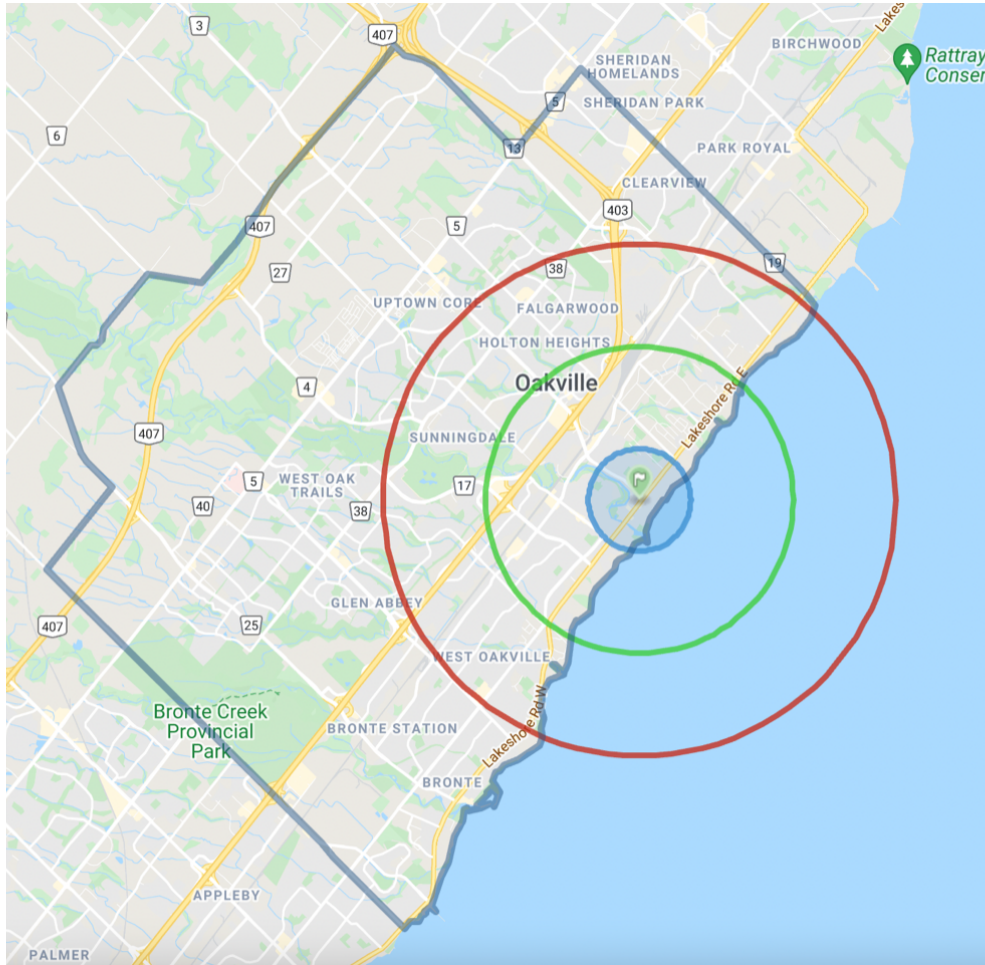 Lakes
407
3
BIRCHWOOD
SHERIDAN
HOMELANDS
Rattray
Conser
5
SHERIDAN PARK
6
13
PARK ROYAL
CLEARVIEW
403
407
5
19
38
27
UPTOWN CORE
FALGARWOOD
HOLTON HEIGHTS
Oakville
4
Lakeshore Rd E
407
SUNNINGDALE
WEST OAK
TRAILS
5
17
40
38
GLEN ABBEY
25
407
WEST OAKVILLE
Bronte Creek
Provincial
Park
BRONTE STATION
Lakeshore Rd W
BRONTE
APPLEBY
PALMER